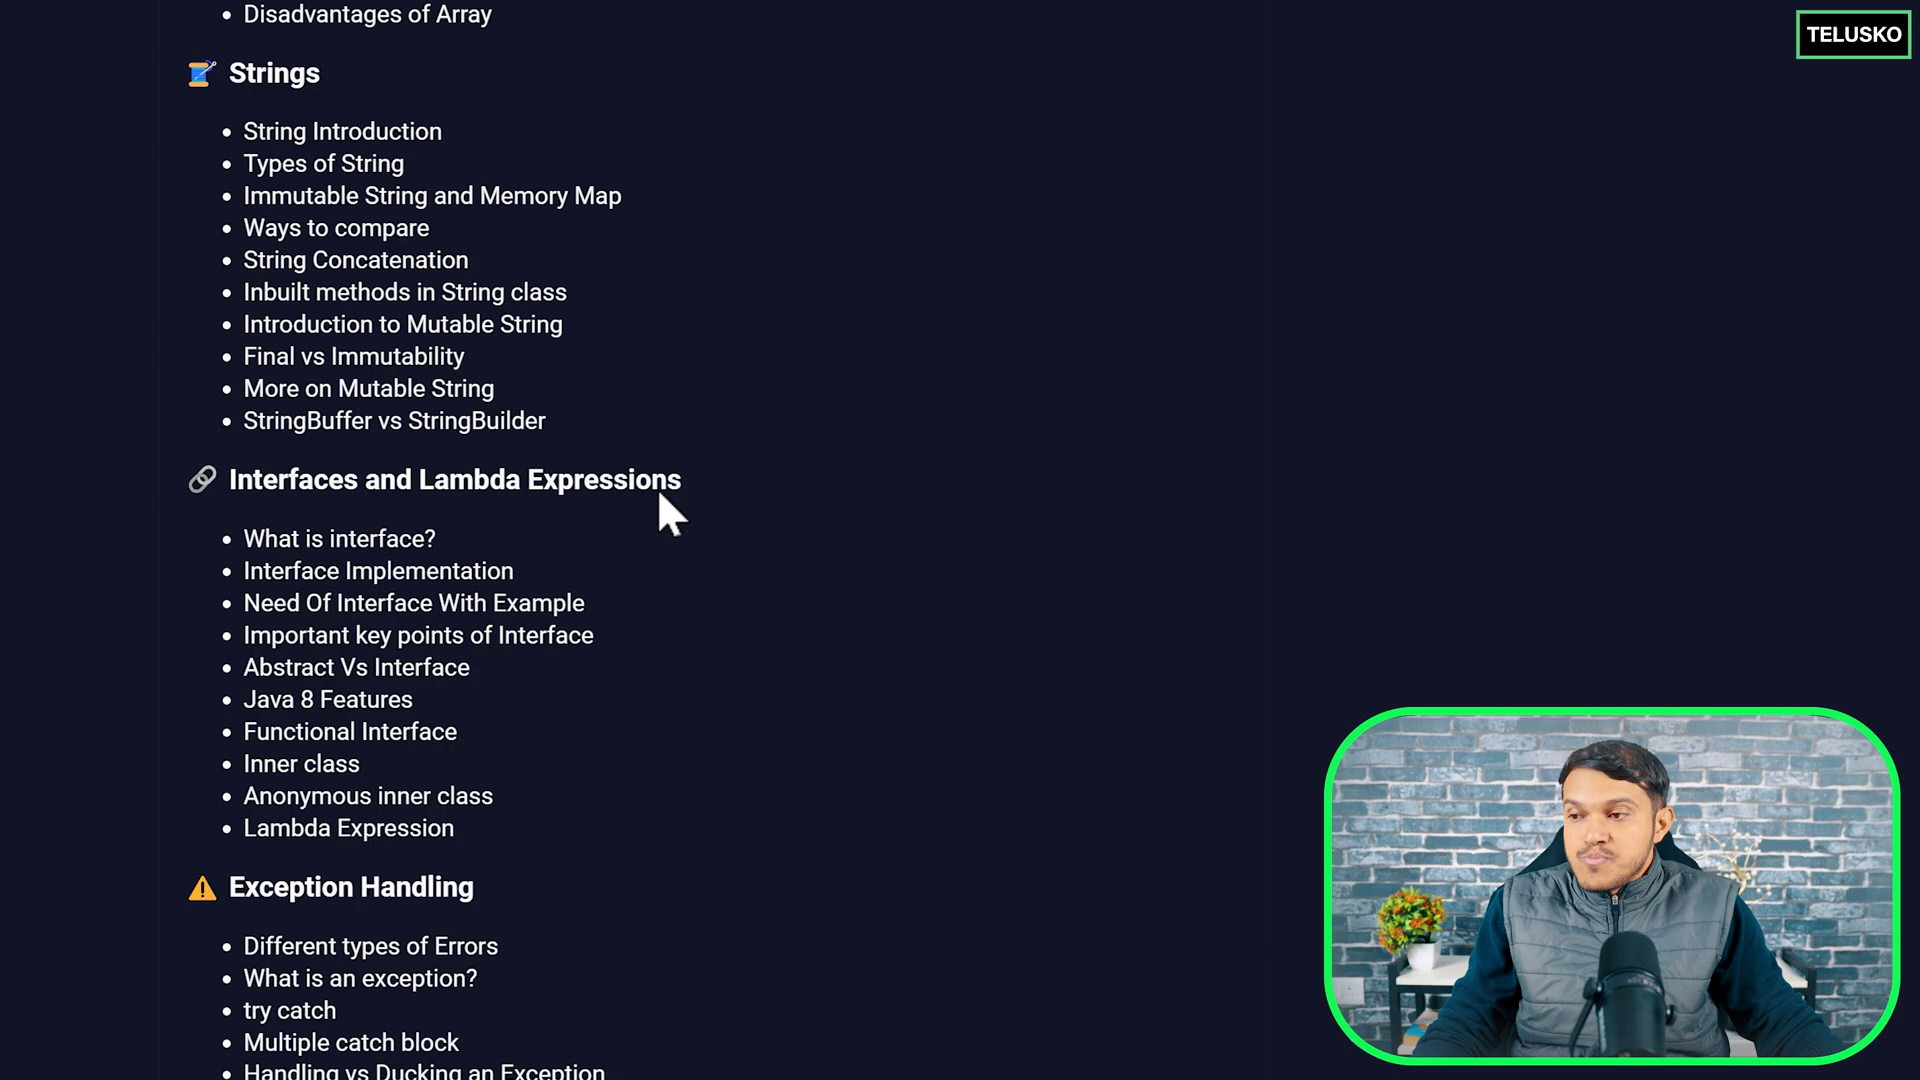 Disadvantages of Array
TELUSKO
Strings
String Introduction
Types of String
Immutable String and Memory Map
Ways to compare
String Concatenation
Inbuilt methods in String class
Introduction to Mutable String
Final vs Immutability
More on Mutable String
StringBuffer vs StringBuilder
Interfaces and Lambda Expressions
What is interface?
Interface Implementation
Need Of Interface With Example
Important key points of Interface
Abstract Vs Interface
Java 8 Features
Functional Interface
Inner class
Anonymous inner class
Lambda Expression
Exception Handling
Different types of Errors
What is an exception?
try catch
Multiple catch block
Handling vs Ducking an Exception